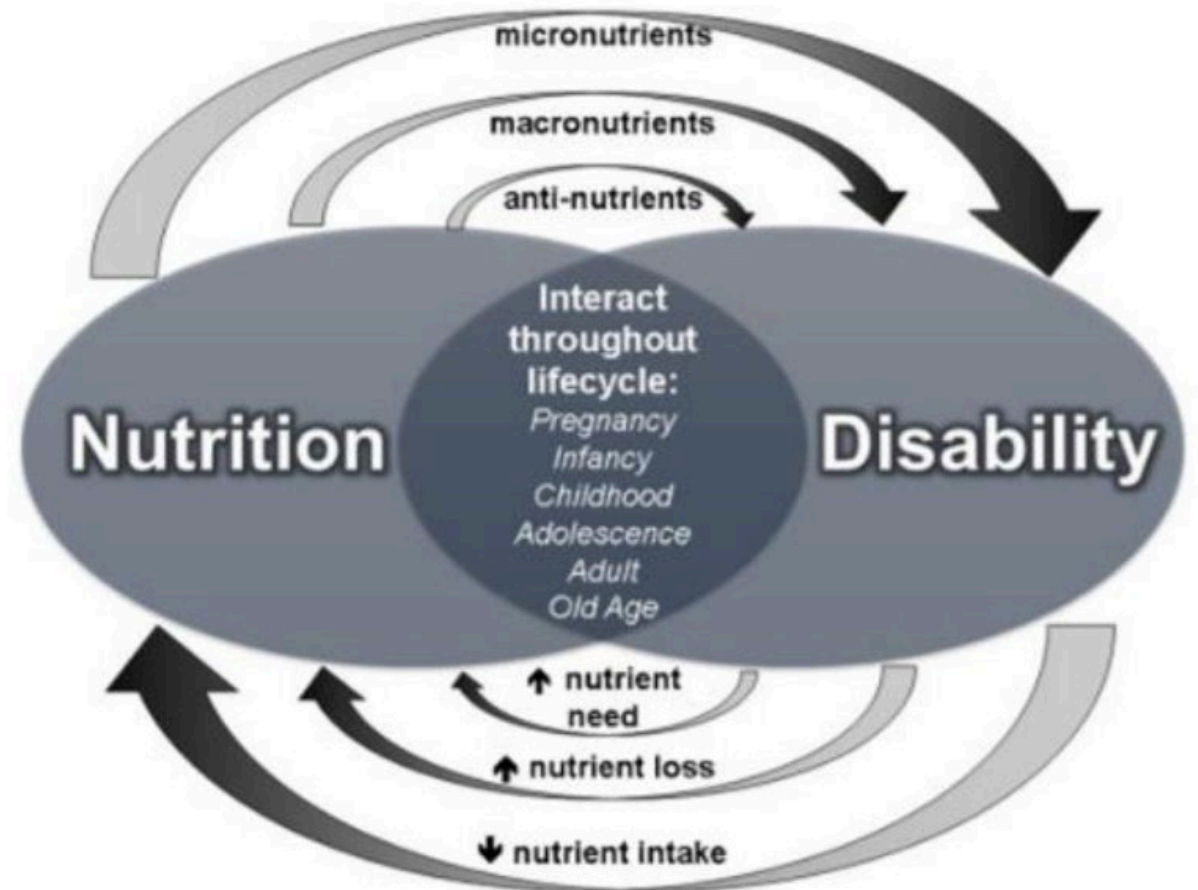 micronutrients
macronutrients
anti-nutrients
Interact
throughout
lifecycle:
Pregnancy
Infancy
Childhood
Adolescence
Adult
Old Age
Nutrition
Disability
↑ nutrient
need
↑ nutrient loss
↓ nutrient intake